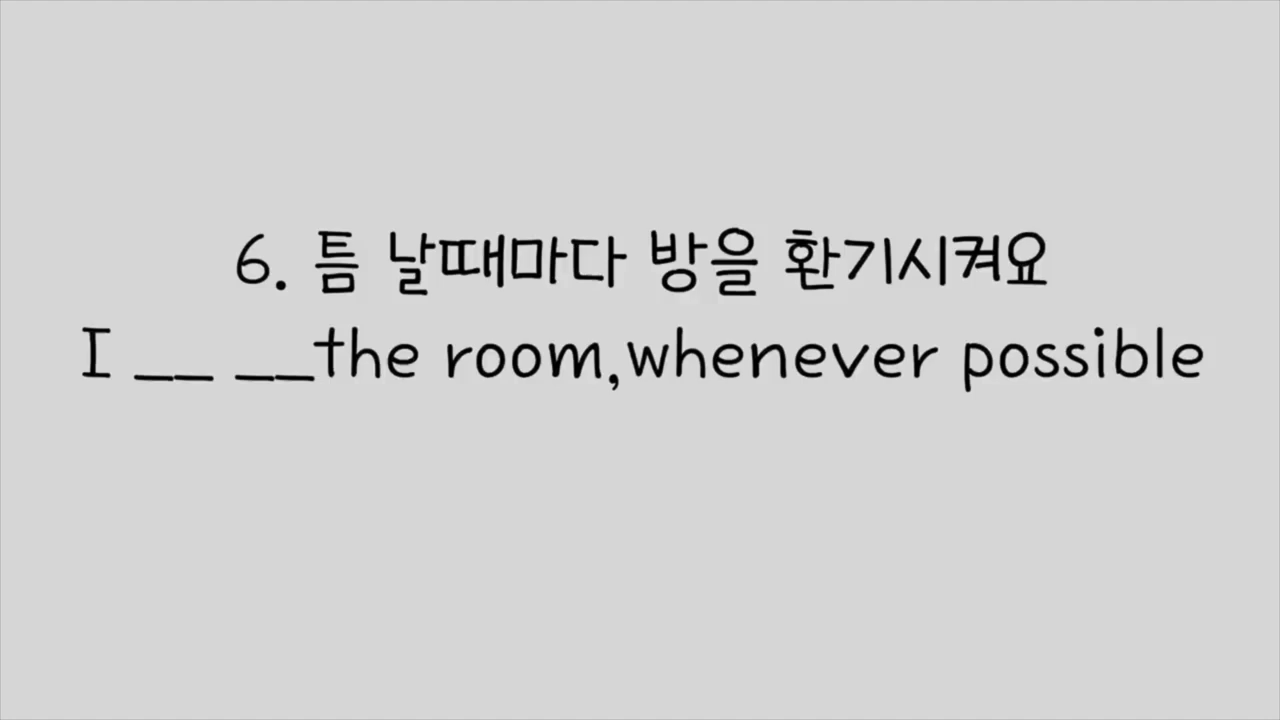 6. 틈 날때마다 방을 환기시켜요
I __ __the room,whenever possible